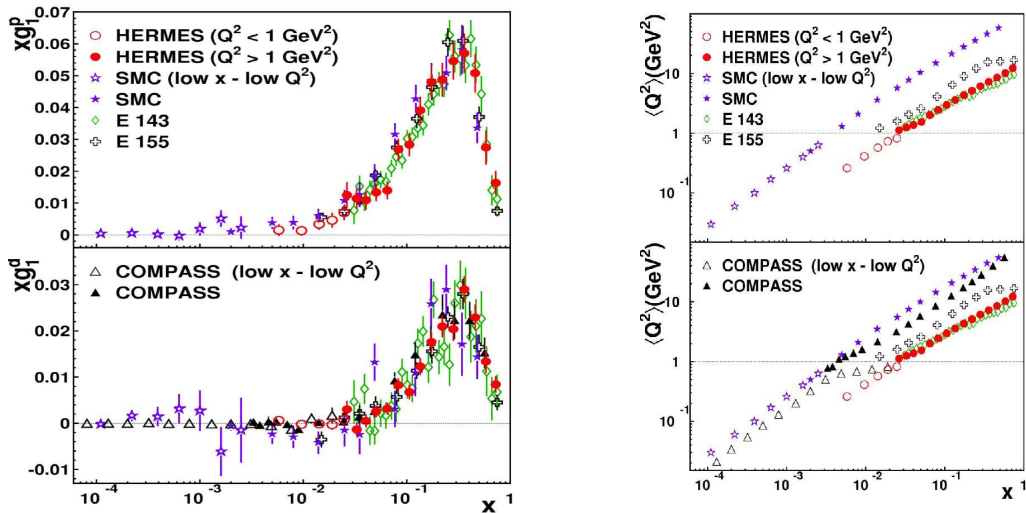 xg₁ᵖ
0.06
0.05
0.04
0.03
0.02
0.01
0
HERMES (Q² < 1 GeV²)
HERMES (Q² > 1 GeV²)
SMC (low x - low Q²)
SMC
E 143
E 155
xg₁ᵈ
0.03
0.02
0.01
0
-0.01
COMPASS (low x - low Q²)
COMPASS
10⁻⁴ 10⁻³ 10⁻² 10⁻¹ 1
x
⟨Q²⟩(GeV²)
10
1
10⁻¹
HERMES (Q² < 1 GeV²)
HERMES (Q² > 1 GeV²)
SMC (low x - low Q²)
SMC
E 143
E 155
⟨Q²⟩(GeV²)
10
1
10⁻¹
COMPASS (low x - low Q²)
COMPASS
10⁻⁴ 10⁻³ 10⁻² 10⁻¹ 1
x